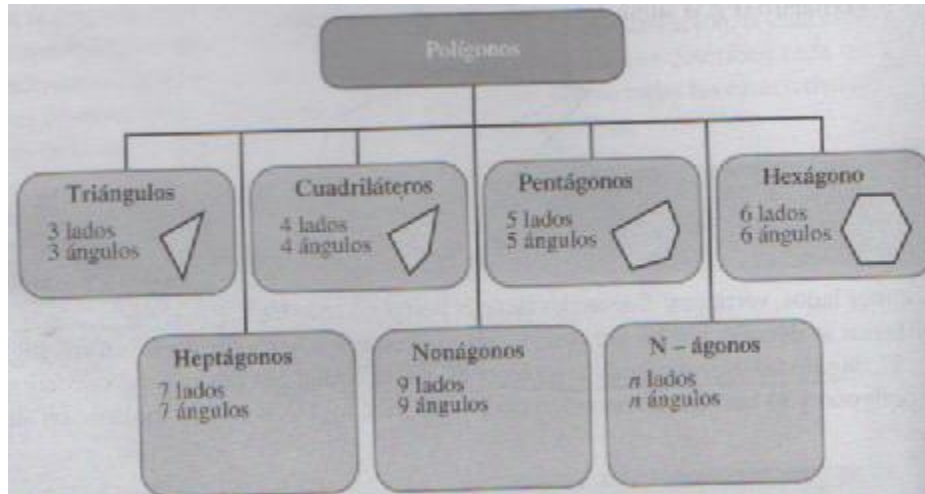 Polígonos
Triángulos
3 lados
3 ángulos
Cuadriláteros
4 lados
4 ángulos
Pentágonos
5 lados
5 ángulos
Hexágono
6 lados
6 ángulos
Heptágonos
7 lados
7 ángulos
Nonágonos
9 lados
9 ángulos
N – ágonos
n lados
n ángulos